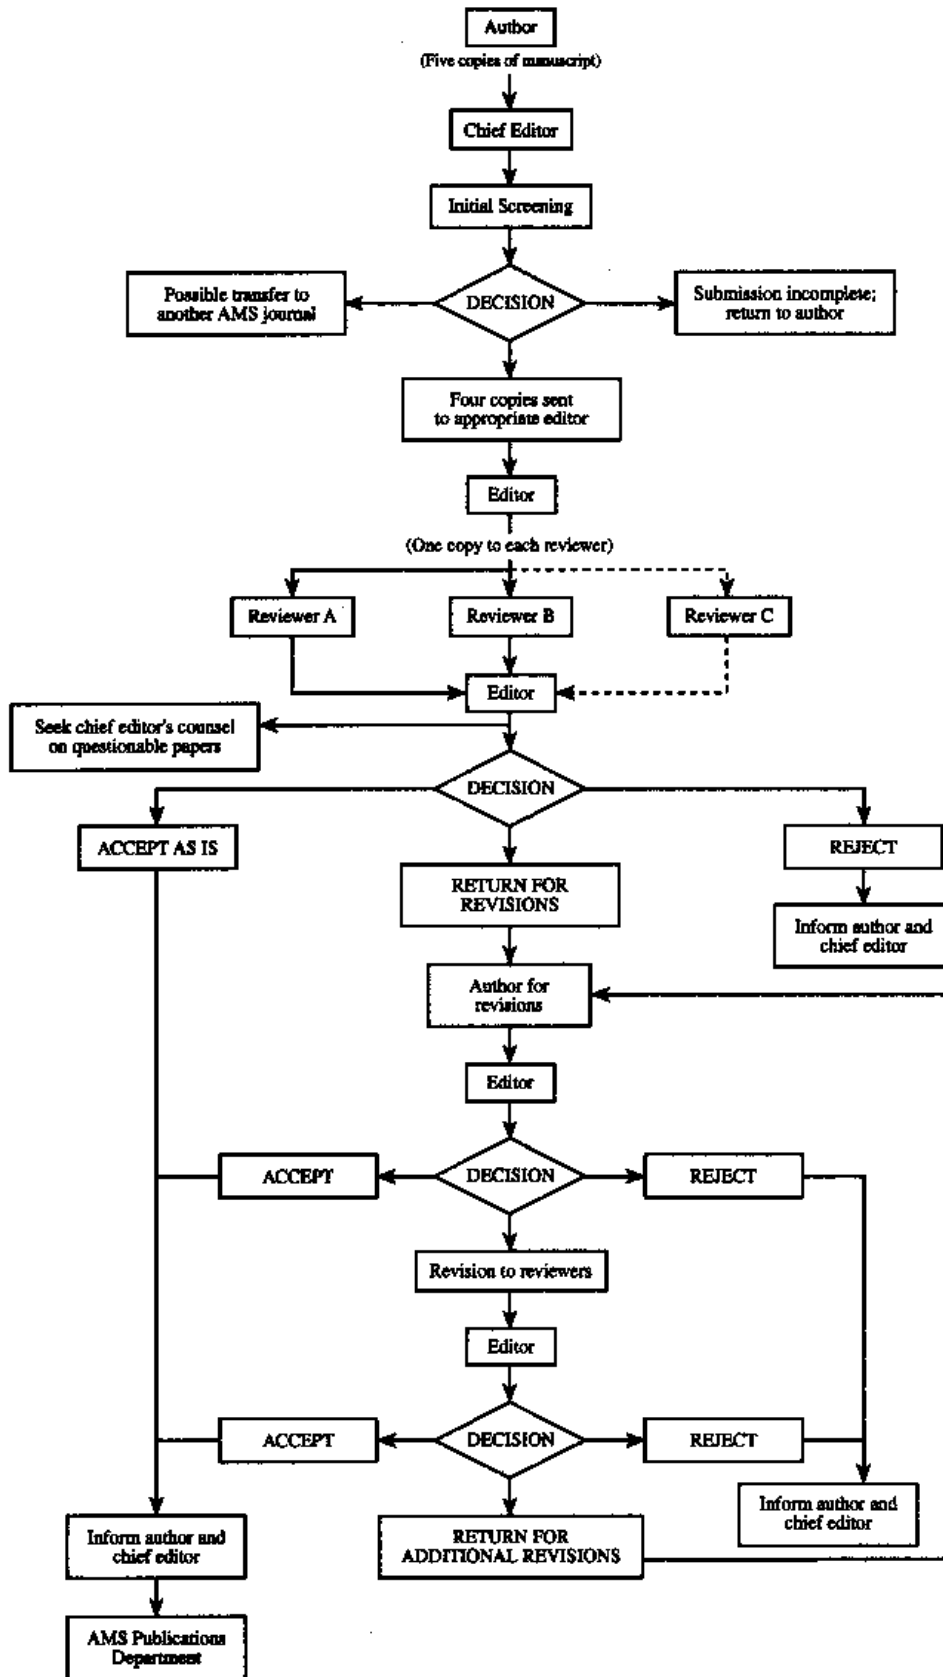 Author
(Five copies of manuscript)
Chief Editor
Initial Screening
Possible transfer to
another AMS journal
DECISION
Submission incomplete;
return to author
Four copies sent
to appropriate editor
Editor
(One copy to each reviewer)
Reviewer A
Reviewer B
Reviewer C
Editor
Seek chief editor's counsel
on questionable papers
DECISION
ACCEPT AS IS
REJECT
RETURN FOR
REVISIONS
Inform author and
chief editor
Author for
revisions
Editor
ACCEPT
DECISION
REJECT
Revision to reviewers
Editor
ACCEPT
DECISION
REJECT
Inform author and
chief editor
Inform author and
chief editor
RETURN FOR
ADDITIONAL REVISIONS
AMS Publications
Department